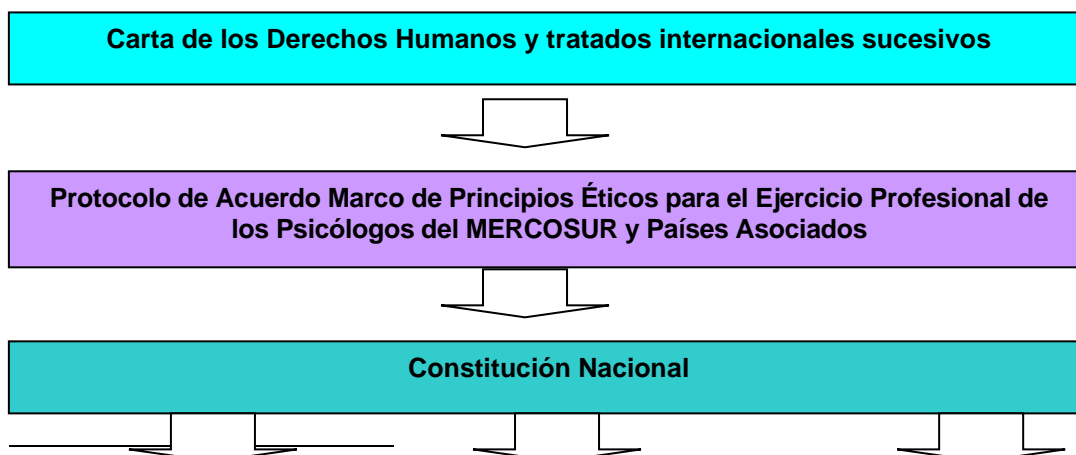 Carta de los Derechos Humanos y tratados internacionales sucesivos
Protocolo de Acuerdo Marco de Principios Éticos para el Ejercicio Profesional de
los Psicólogos del MERCOSUR y Países Asociados
Constitución Nacional